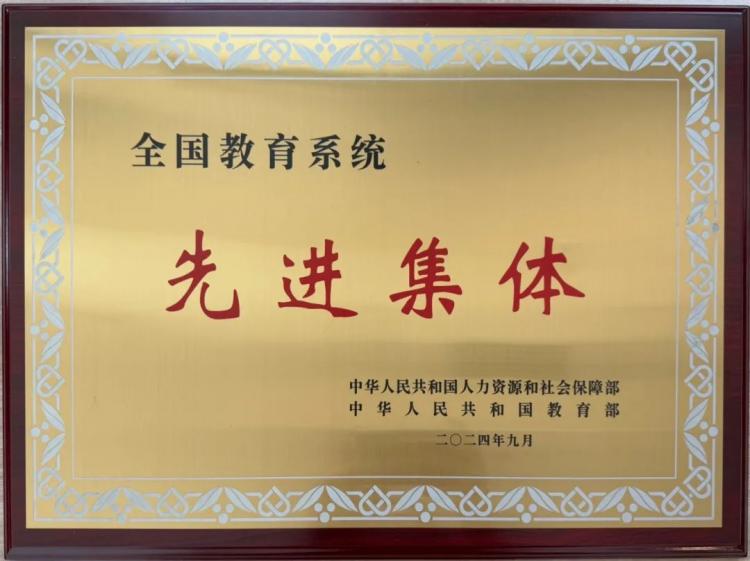 全国教育系统
先进集体
中华人民共和国人力资源和社会保障部
中华人民共和国教育部
二〇二四年九月